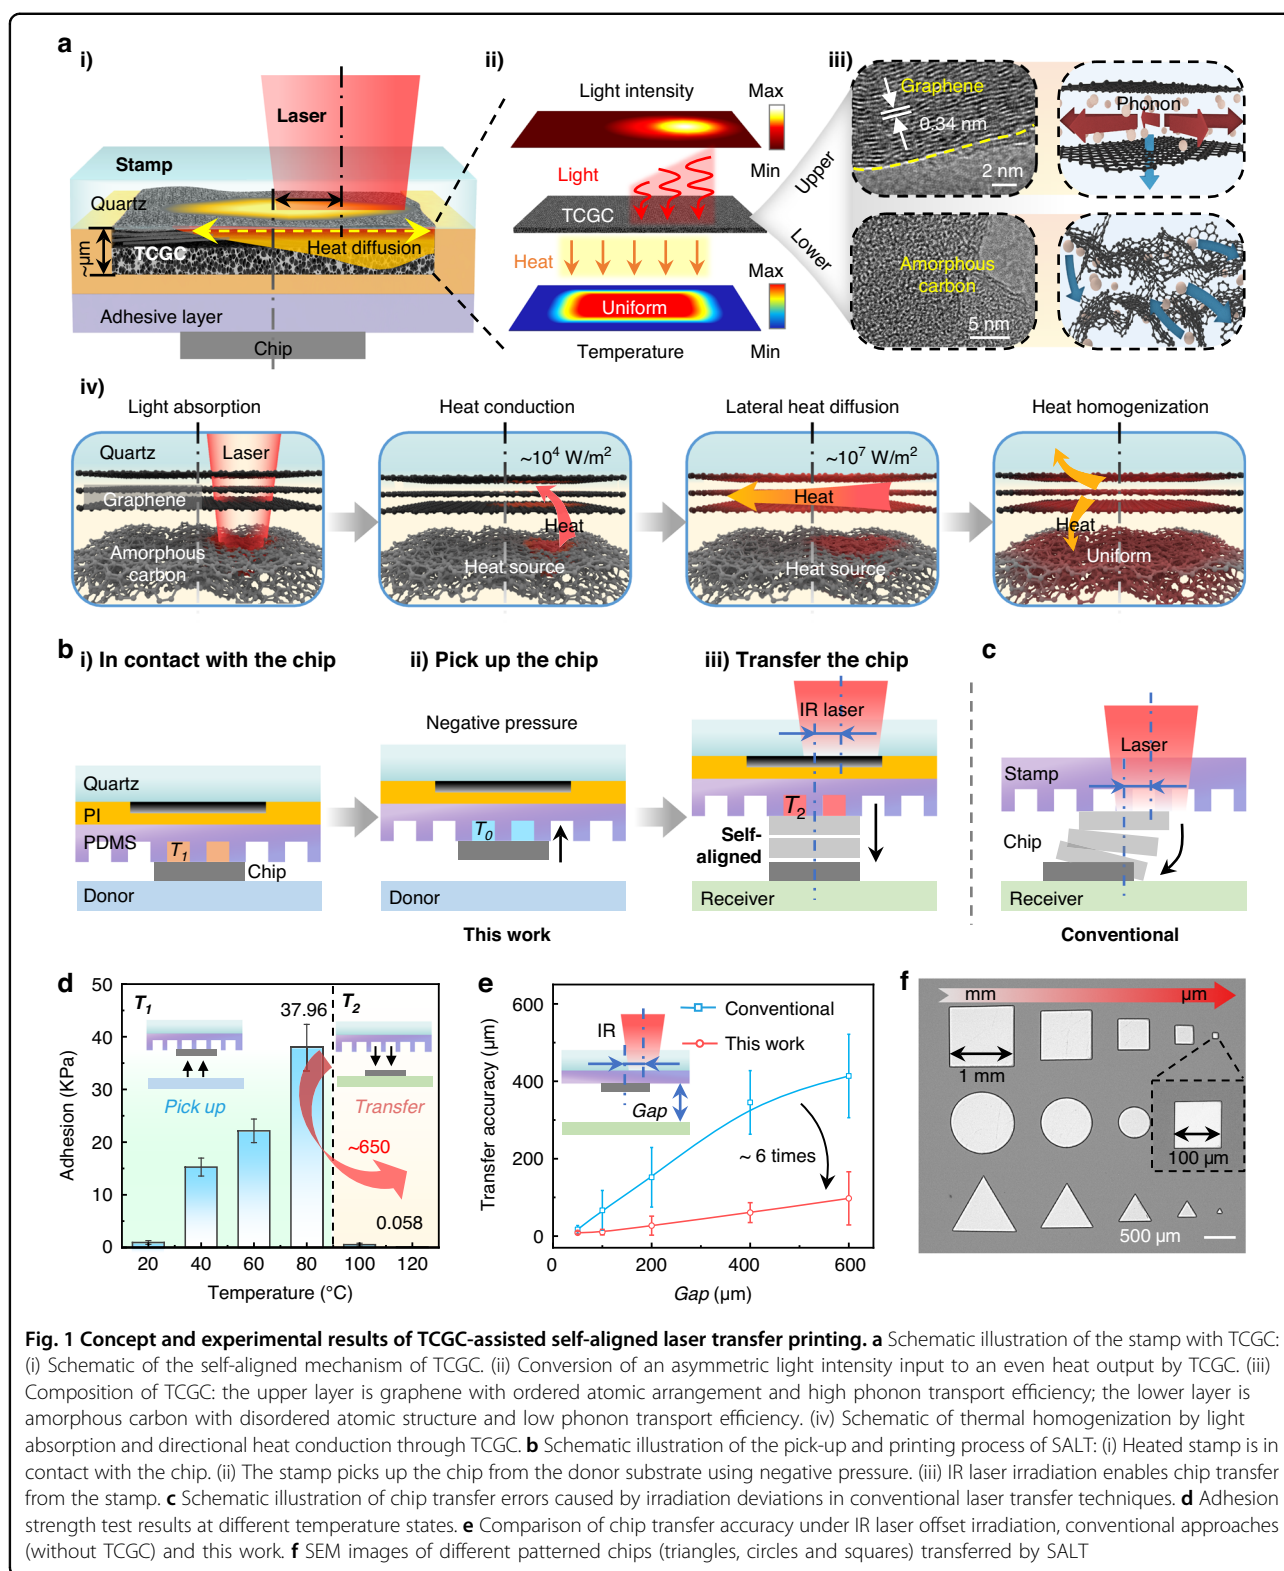 a
i)
Laser
Stamp
Quartz
Heat diffusion
TCGC
~µm
Adhesive layer
Chip
ii)
Light intensity
Max
Min
Light
TCGC
Heat
Max
Uniform
Min
Temperature
iii)
Upper
Lower
Graphene
0.34 nm
2 nm
Phonon
Amorphous
carbon
5 nm
iv)
Light absorption
Heat conduction
Lateral heat diffusion
Heat homogenization
Quartz
Laser
Graphene
Amorphous
carbon
~10⁴ W/m²
Heat
Heat source
~10⁷ W/m²
Heat
Heat source
Heat
Uniform
b
i) In contact with the chip
ii) Pick up the chip
iii) Transfer the chip
c
Quartz
PI
PDMS
T₁
Chip
Donor
Negative pressure
T₀
Donor
IR laser
T₂
Self-
aligned
Receiver
Laser
Stamp
Chip
Receiver
This work
Conventional
d
50
40
30
20
10
0
Adhesion (KPa)
T₁
T₂
37.96
Pick up
Transfer
~650
0.058
20 40 60 80 100 120
Temperature (°C)
e
600
400
200
0
Transfer accuracy (µm)
Conventional
This work
IR
Gap
~ 6 times
0 200 400 600
Gap (µm)
f
mm
µm
1 mm
100 µm
500 µm
Fig. 1 Concept and experimental results of TCGC-assisted self-aligned laser transfer printing. a Schematic illustration of the stamp with TCGC:
(i) Schematic of the self-aligned mechanism of TCGC. (ii) Conversion of an asymmetric light intensity input to an even heat output by TCGC. (iii)
Composition of TCGC: the upper layer is graphene with ordered atomic arrangement and high phonon transport efficiency; the lower layer is
amorphous carbon with disordered atomic structure and low phonon transport efficiency. (iv) Schematic of thermal homogenization by light
absorption and directional heat conduction through TCGC. b Schematic illustration of the pick-up and printing process of SALT: (i) Heated stamp is in
contact with the chip. (ii) The stamp picks up the chip from the donor substrate using negative pressure. (iii) IR laser irradiation enables chip transfer
from the stamp. c Schematic illustration of chip transfer errors caused by irradiation deviations in conventional laser transfer techniques. d Adhesion
strength test results at different temperature states. e Comparison of chip transfer accuracy under IR laser offset irradiation, conventional approaches
(without TCGC) and this work. f SEM images of different patterned chips (triangles, circles and squares) transferred by SALT